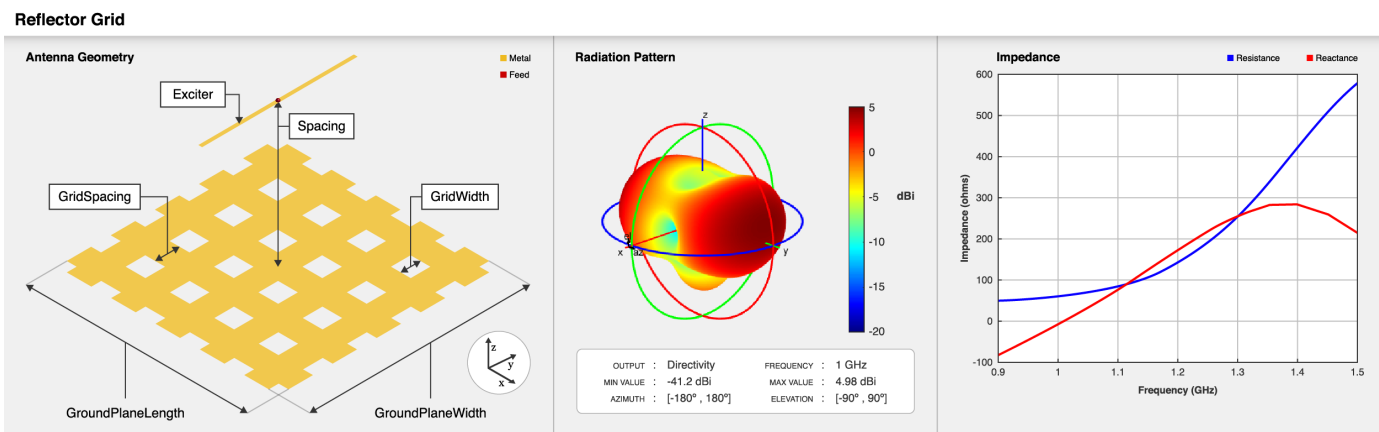 Reflector Grid
Antenna Geometry
Metal
Feed
Exciter
Spacing
GridSpacing
GridWidth
GroundPlaneLength
GroundPlaneWidth
z
y
x
Radiation Pattern
z
x
az
y
5
0
-5
-10
-15
-20
dBi
OUTPUT : Directivity
FREQUENCY : 1 GHz
MIN VALUE : -41.2 dBi
MAX VALUE : 4.98 dBi
AZIMUTH : [-180° , 180°]
ELEVATION : [-90° , 90°]
Impedance
Resistance
Reactance
600
500
400
300
200
100
0
-100
Impedance (ohms)
0.9 1 1.1 1.2 1.3 1.4 1.5
Frequency (GHz)